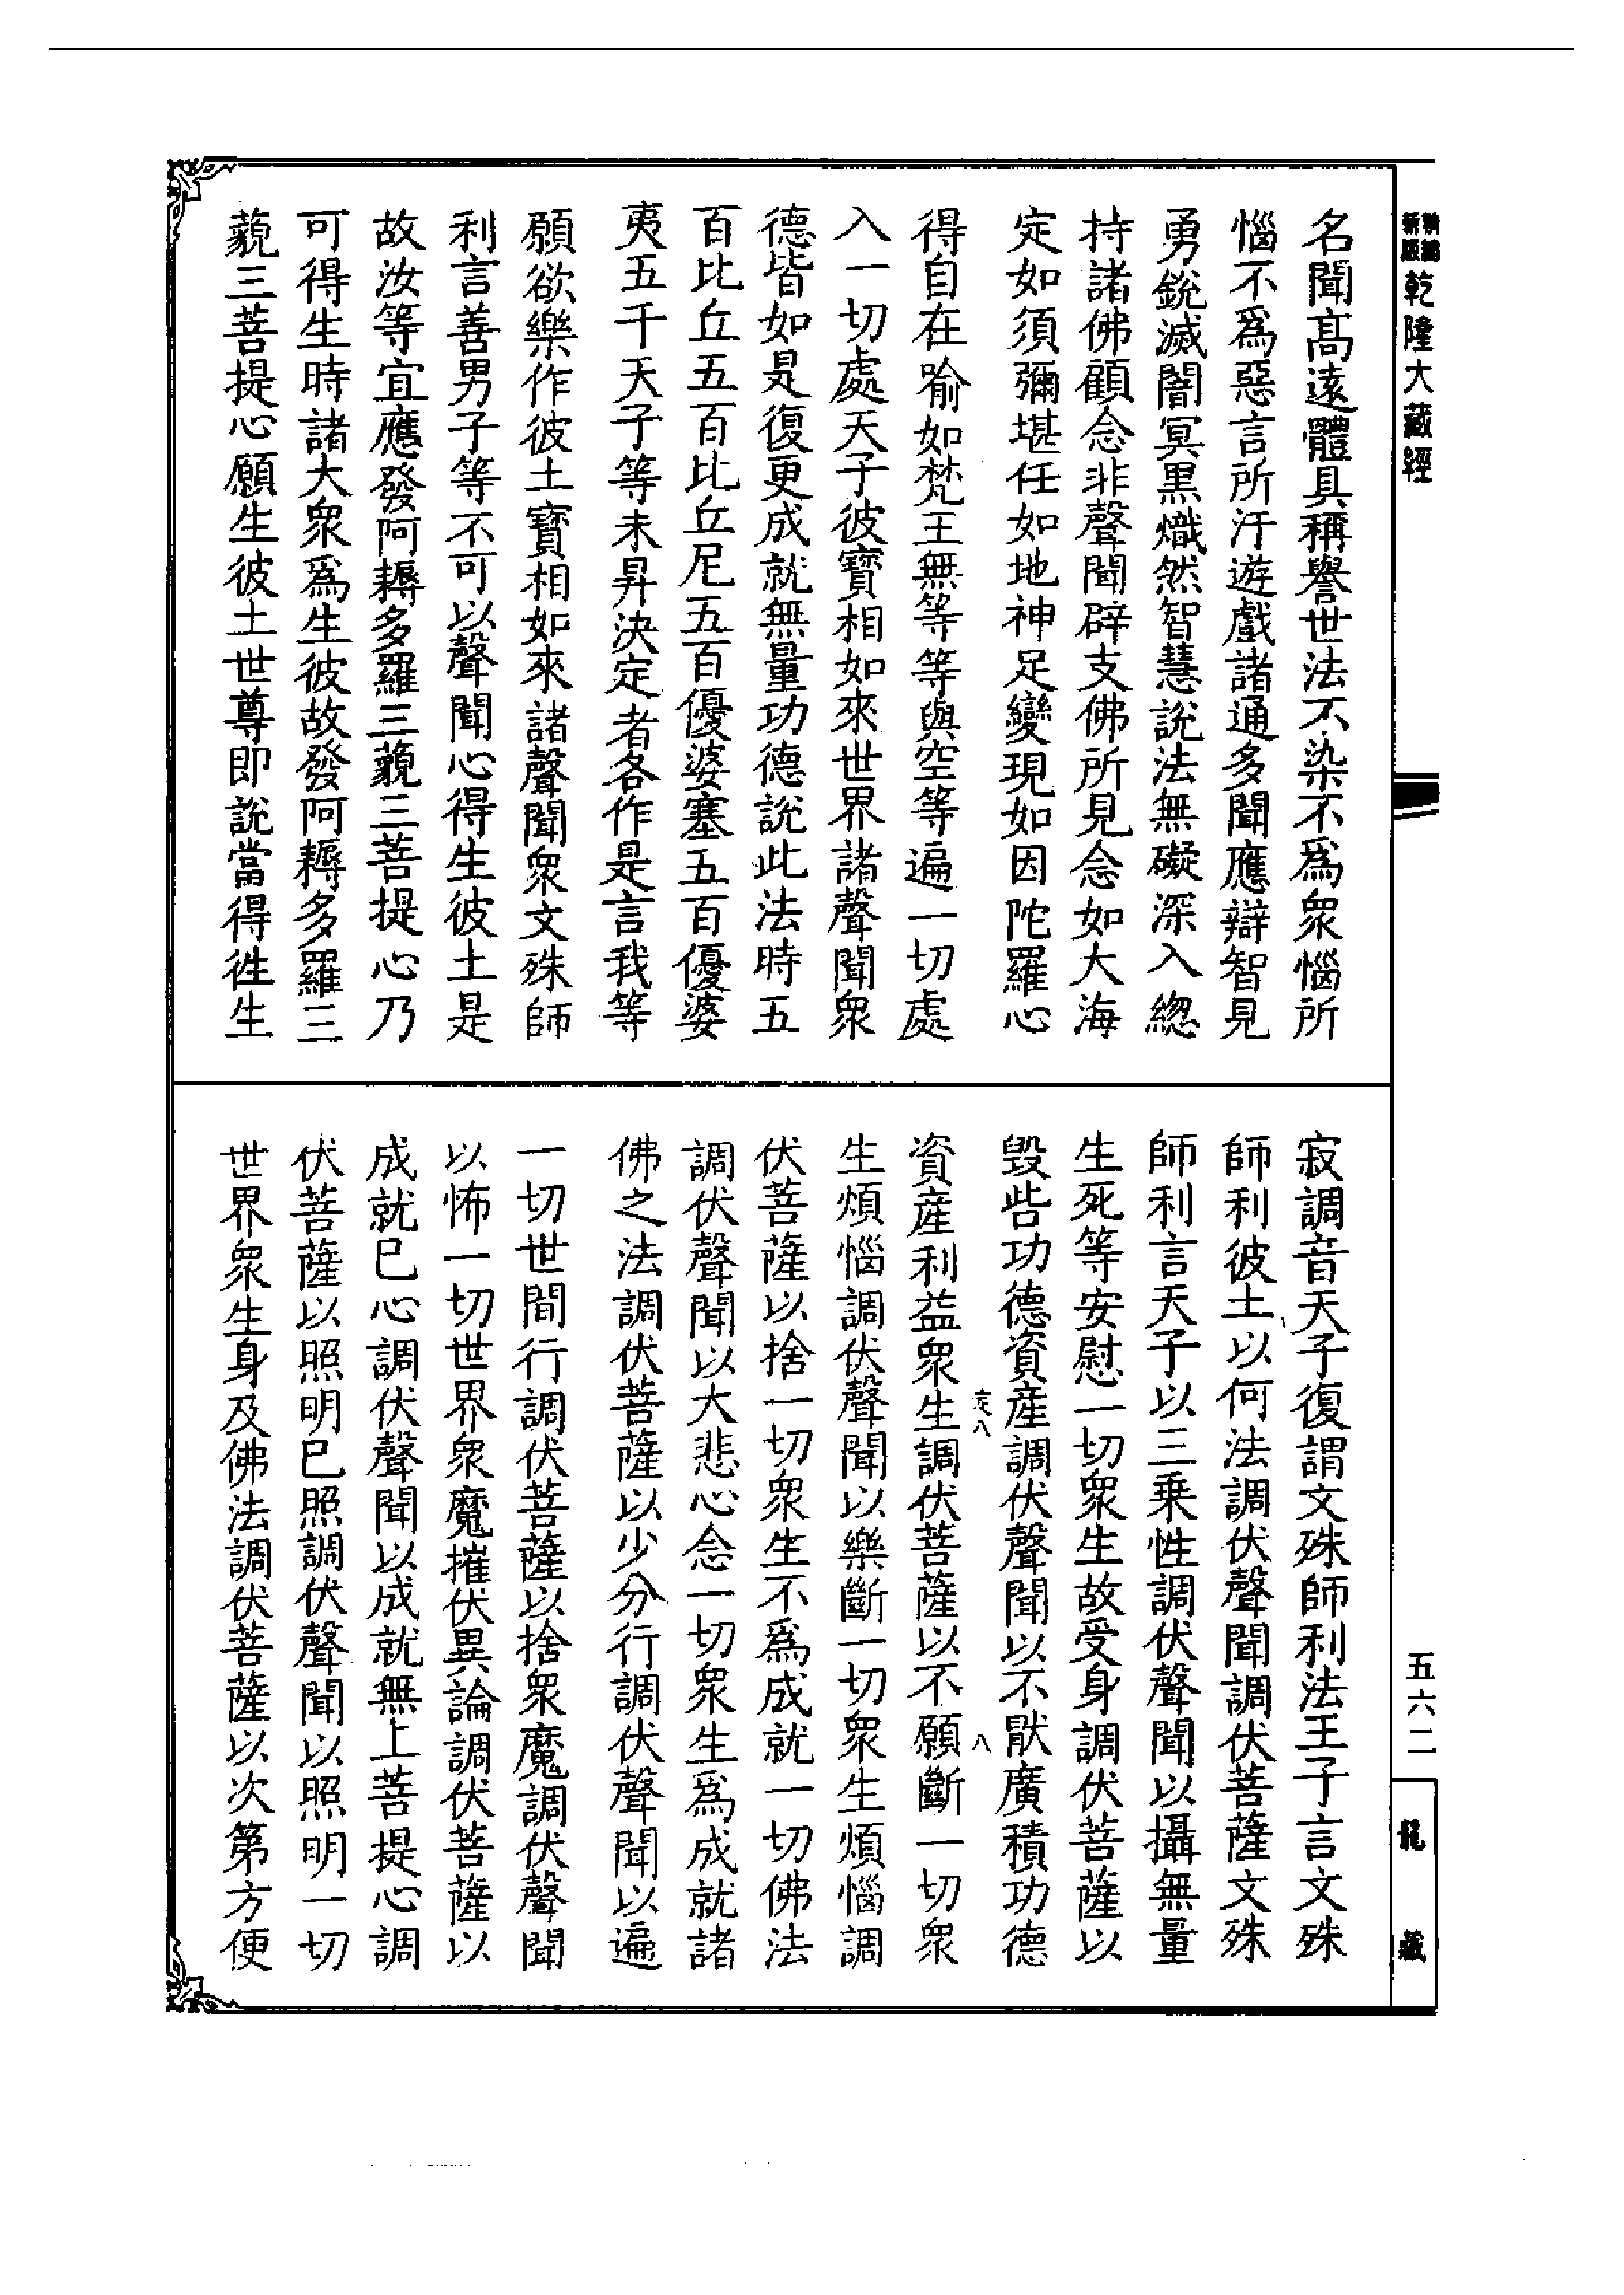 新編
新版
乾隆大藏經
名聞高遠體具稱譽世法不染不爲衆惱所
惱不爲惡言所汙遊戲諸通多聞應辯智見
勇銳滅闇冥黑熾然智慧說法無礙深入總
持諸佛顧念非聲聞辟支佛所見念如大海
定如須彌堪任如地神足變現如因陀羅心
得自在喻如梵王無等等與空等遍一切處
入一切處天子彼寶相如來世界諸聲聞衆
德皆如是復更成就無量功德說此法時五
百比丘五百比丘尼五百優婆塞五百優婆
夷五千天子等未昇決定者各作是言我等
願欲樂作彼土寶相如來諸聲聞衆文殊師
利言善男子等不可以聲聞心得生彼土是
故汝等宜應發阿耨多羅三藐三菩提心乃
可得生時諸大衆爲生彼故發阿耨多羅三
藐三菩提心願生彼土世尊即說當得徃生
寂調音天子復謂文殊師利法王子言文殊
師利彼土以何法調伏聲聞調伏菩薩文殊
師利言天子以三乗性調伏聲聞以攝無量
生死等安慰一切衆生故受身調伏菩薩以
毀呰功德資産調伏聲聞以不猒廣積功德
資産利益衆生調伏菩薩以不願斷一切衆
生煩惱調伏聲聞以樂斷一切衆生煩惱調
伏菩薩以捨一切衆生不爲成就一切佛法
調伏聲聞以大悲心念一切衆生爲成就諸
佛之法調伏菩薩以少分行調伏聲聞以遍
一切世間行調伏菩薩以捨衆魔調伏聲聞
以怖一切世界衆魔摧伏異論調伏菩薩以
成就巳心調伏聲聞以成就無上菩提心調
伏菩薩以照明巳照調伏聲聞以照明一切
世界衆生身及佛法調伏菩薩以次第方便
八
八
五六二
龍藏